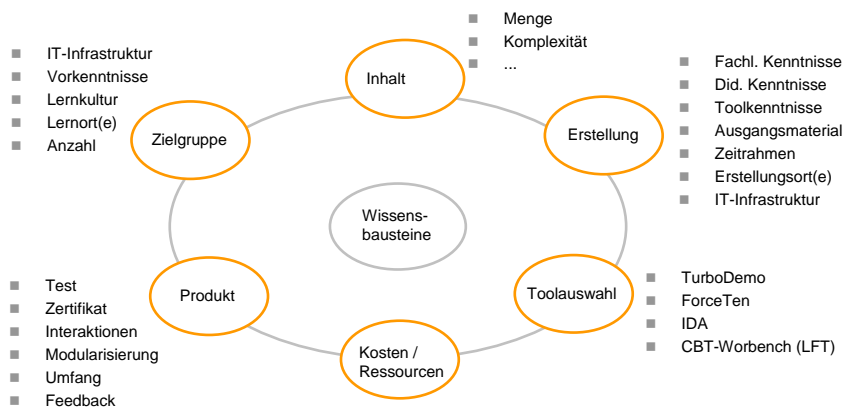 Menge
Komplexität
...
Inhalt
IT-Infrastruktur
Vorkenntnisse
Lernkultur
Lernort(e)
Anzahl
Zielgruppe
Fachl. Kenntnisse
Did. Kenntnisse
Toolkenntnisse
Ausgangsmaterial
Zeitrahmen
Erstellungsort(e)
IT-Infrastruktur
Erstellung
Wissens-
bausteine
Test
Zertifikat
Interaktionen
Modularisierung
Umfang
Feedback
Produkt
Kosten /
Ressourcen
Toolauswahl
TurboDemo
ForceTen
IDA
CBT-Worbench (LFT)